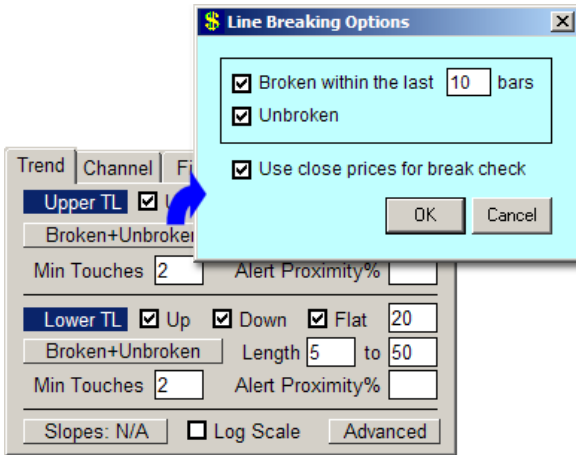 $ Line Breaking Options
Broken within the last 10 bars
Unbroken
Use close prices for break check
OK Cancel
Trend Channel
Upper TL
Broken+Unbroken
Min Touches 2 Alert Proximity%
Lower TL Up Down Flat 20
Broken+Unbroken Length 5 to 50
Min Touches 2 Alert Proximity%
Slopes: N/A Log Scale Advanced